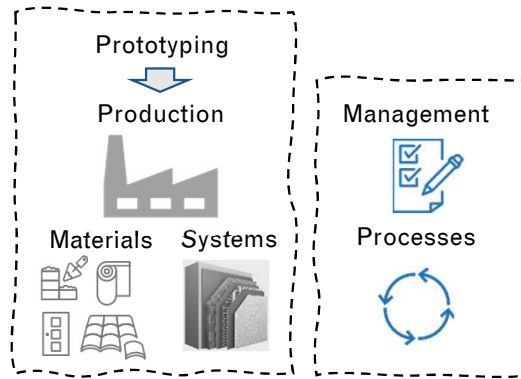 Prototyping
Production
Materials
Systems
Management
Processes